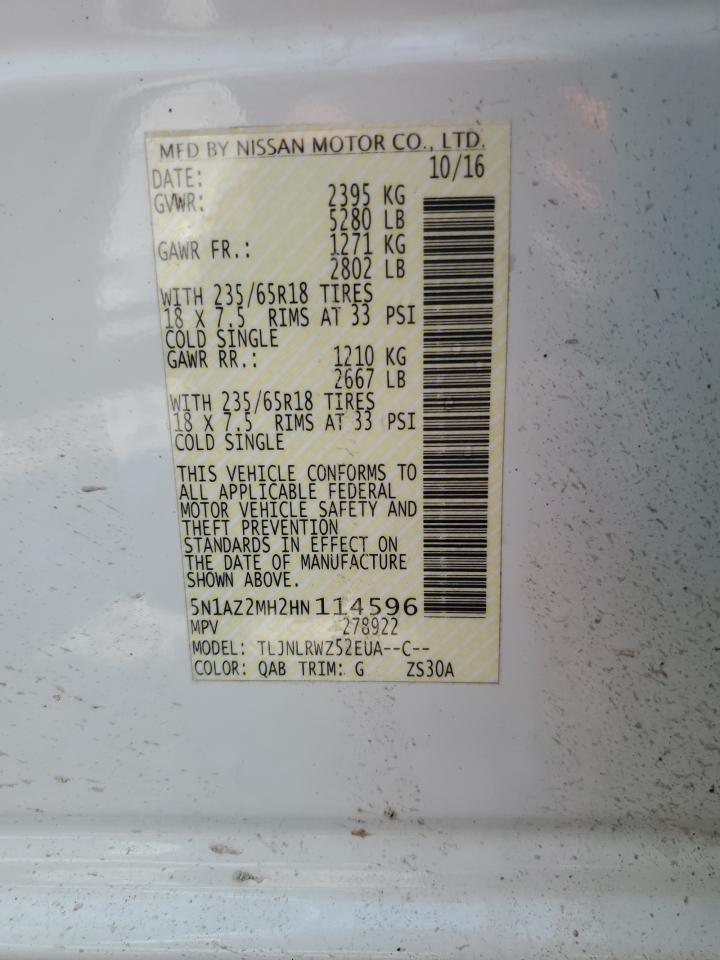 MFD BY NISSAN MOTOR CO., LTD.
DATE: 10/16
GVWR: 2395 KG
5280 LB
GAWR FR.: 1271 KG
2802 LB
WITH 235/65R18 TIRES
18 X 7.5 RIMS AT 33 PSI
COLD SINGLE
GAWR RR.: 1210 KG
2667 LB
WITH 235/65R18 TIRES
18 X 7.5 RIMS AT 33 PSI
COLD SINGLE
THIS VEHICLE CONFORMS TO
ALL APPLICABLE FEDERAL
MOTOR VEHICLE SAFETY AND
THEFT PREVENTION
STANDARDS IN EFFECT ON
THE DATE OF MANUFACTURE
SHOWN ABOVE.
5N1AZ2MH2HN114596
MPV 278922
MODEL: TLJNLRWZ52EUA--C--
COLOR: QAB TRIM: G ZS30A